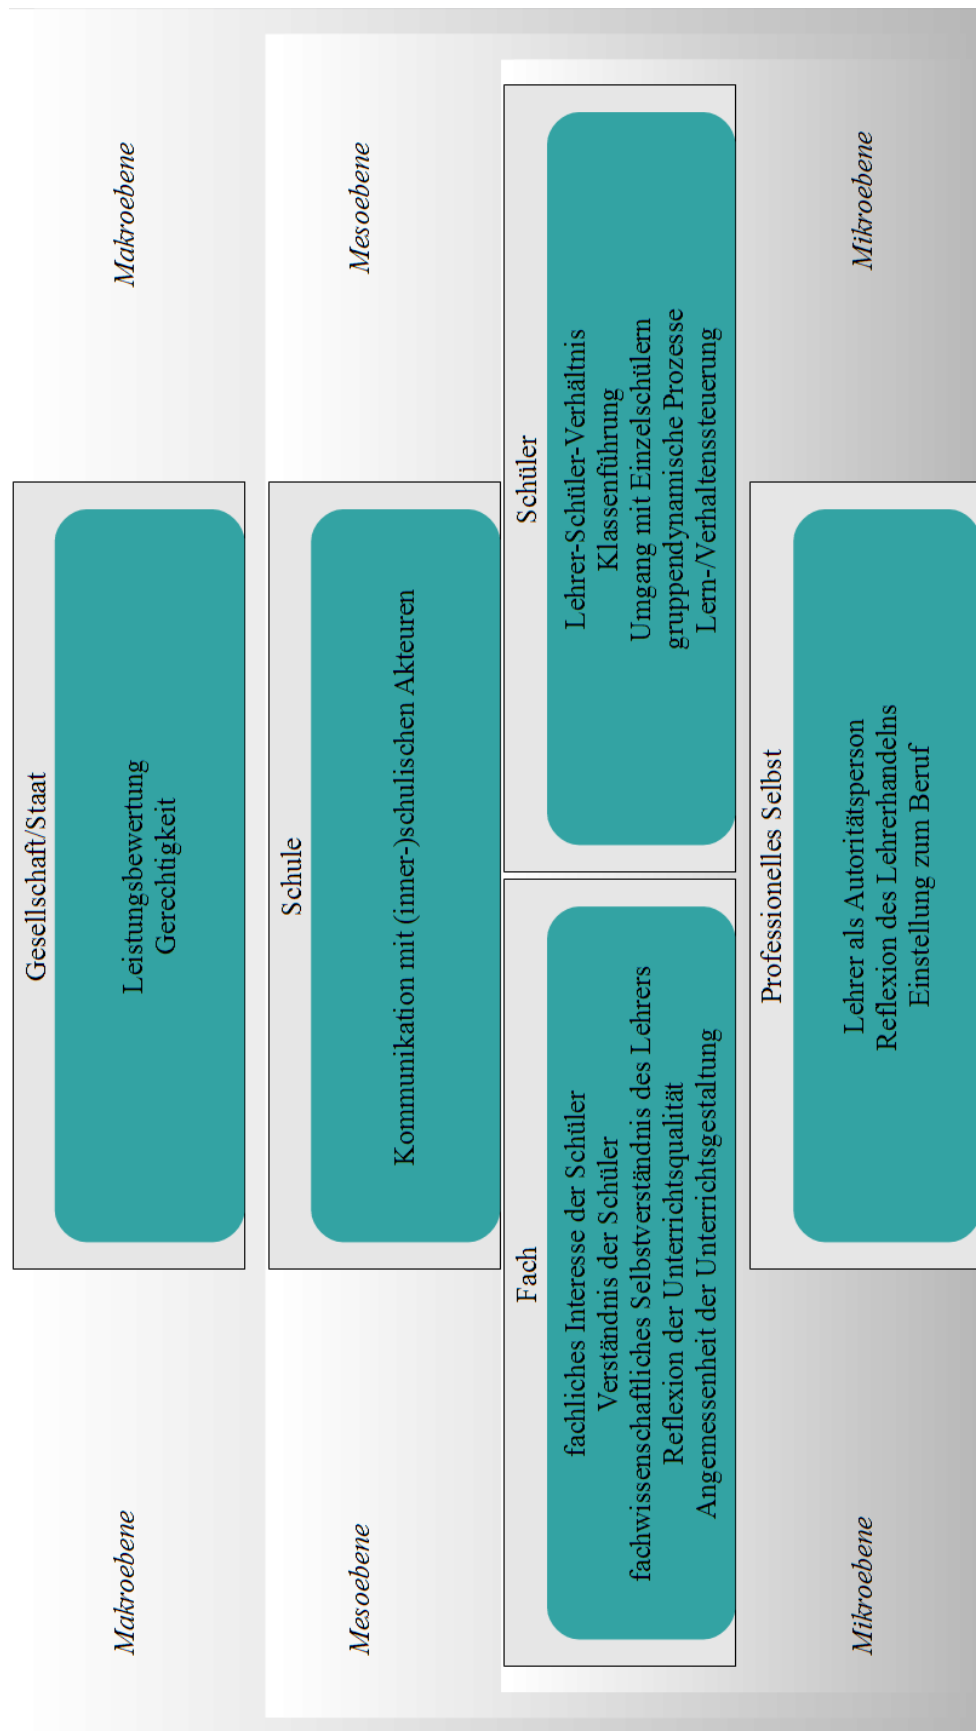 Gesellschaft/Staat
Makroebene
Leistungsbewertung
Gerechtigkeit
Makroebene
Schule
Mesoebene
Kommunikation mit (inner-)schulischen Akteuren
Mesoebene
Fach
fachliches Interesse der Schüler
Verständnis der Schüler
fachwissenschaftliches Selbstverständnis des Lehrers
Reflexion der Unterrichtsqualität
Angemessenheit der Unterrichtsgestaltung
Schüler
Lehrer-Schüler-Verhältnis
Klassenführung
Umgang mit Einzelschülern
gruppendynamische Prozesse
Lern-/Verhaltenssteuerung
Professionelles Selbst
Mikroebene
Lehrer als Autoritätsperson
Reflexion des Lehrerhandelns
Einstellung zum Beruf
Mikroebene